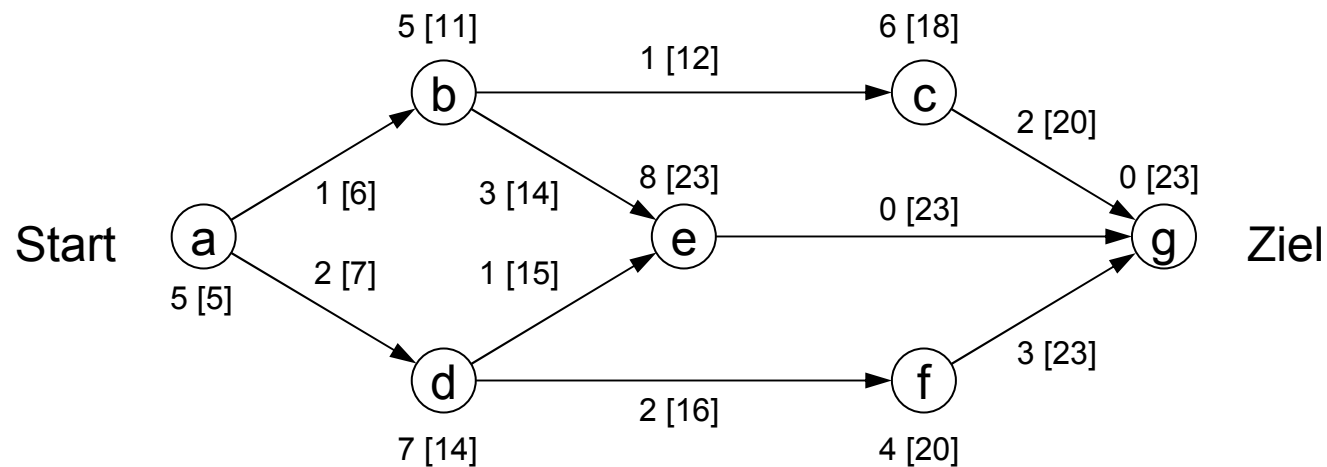 5 [11]
6 [18]
1 [12]
b
c
2 [20]
1 [6]
3 [14]
8 [23]
0 [23]
0 [23]
Start
a
e
g
Ziel
5 [5]
2 [7]
1 [15]
3 [23]
d
f
2 [16]
7 [14]
4 [20]